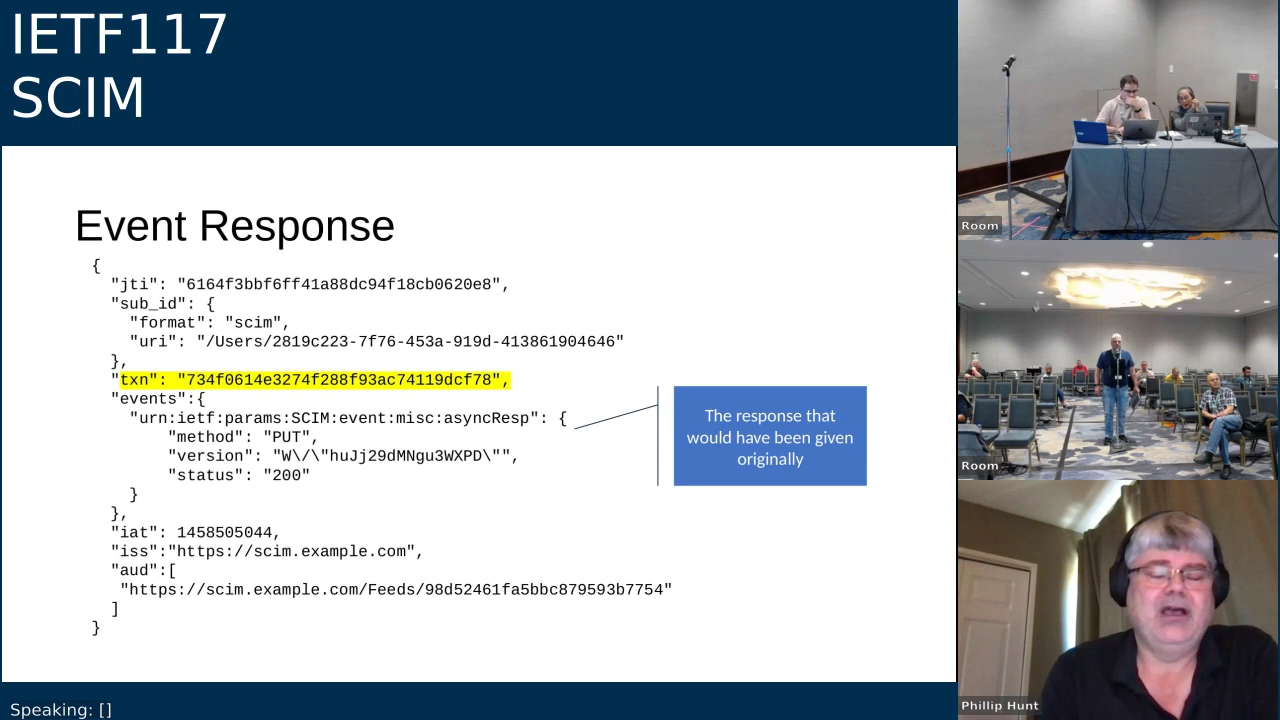 IETF117
SCIM
Event Response
{
"jti": "6164f3bbf6ff41a88dc94f18cb0620e8",
"sub_id": {
"format": "scim",
"uri": "/Users/2819c223-7f76-453a-919d-413861904646"
},
"txn": "734f0614e3274f288f93ac74119dcf78",
"events":{
"urn:ietf:params:SCIM:event:misc:asyncResp": {
"method": "PUT",
"version": "W\/\"huJj29dMNgu3WXPD\"",
"status": "200"
}
},
"iat": 1458505044,
"iss":"https://scim.example.com",
"aud":[
"https://scim.example.com/Feeds/98d52461fa5bbc879593b7754"
]
}
The response that
would have been given
originally
Room
Room
Phillip Hunt
Speaking: []